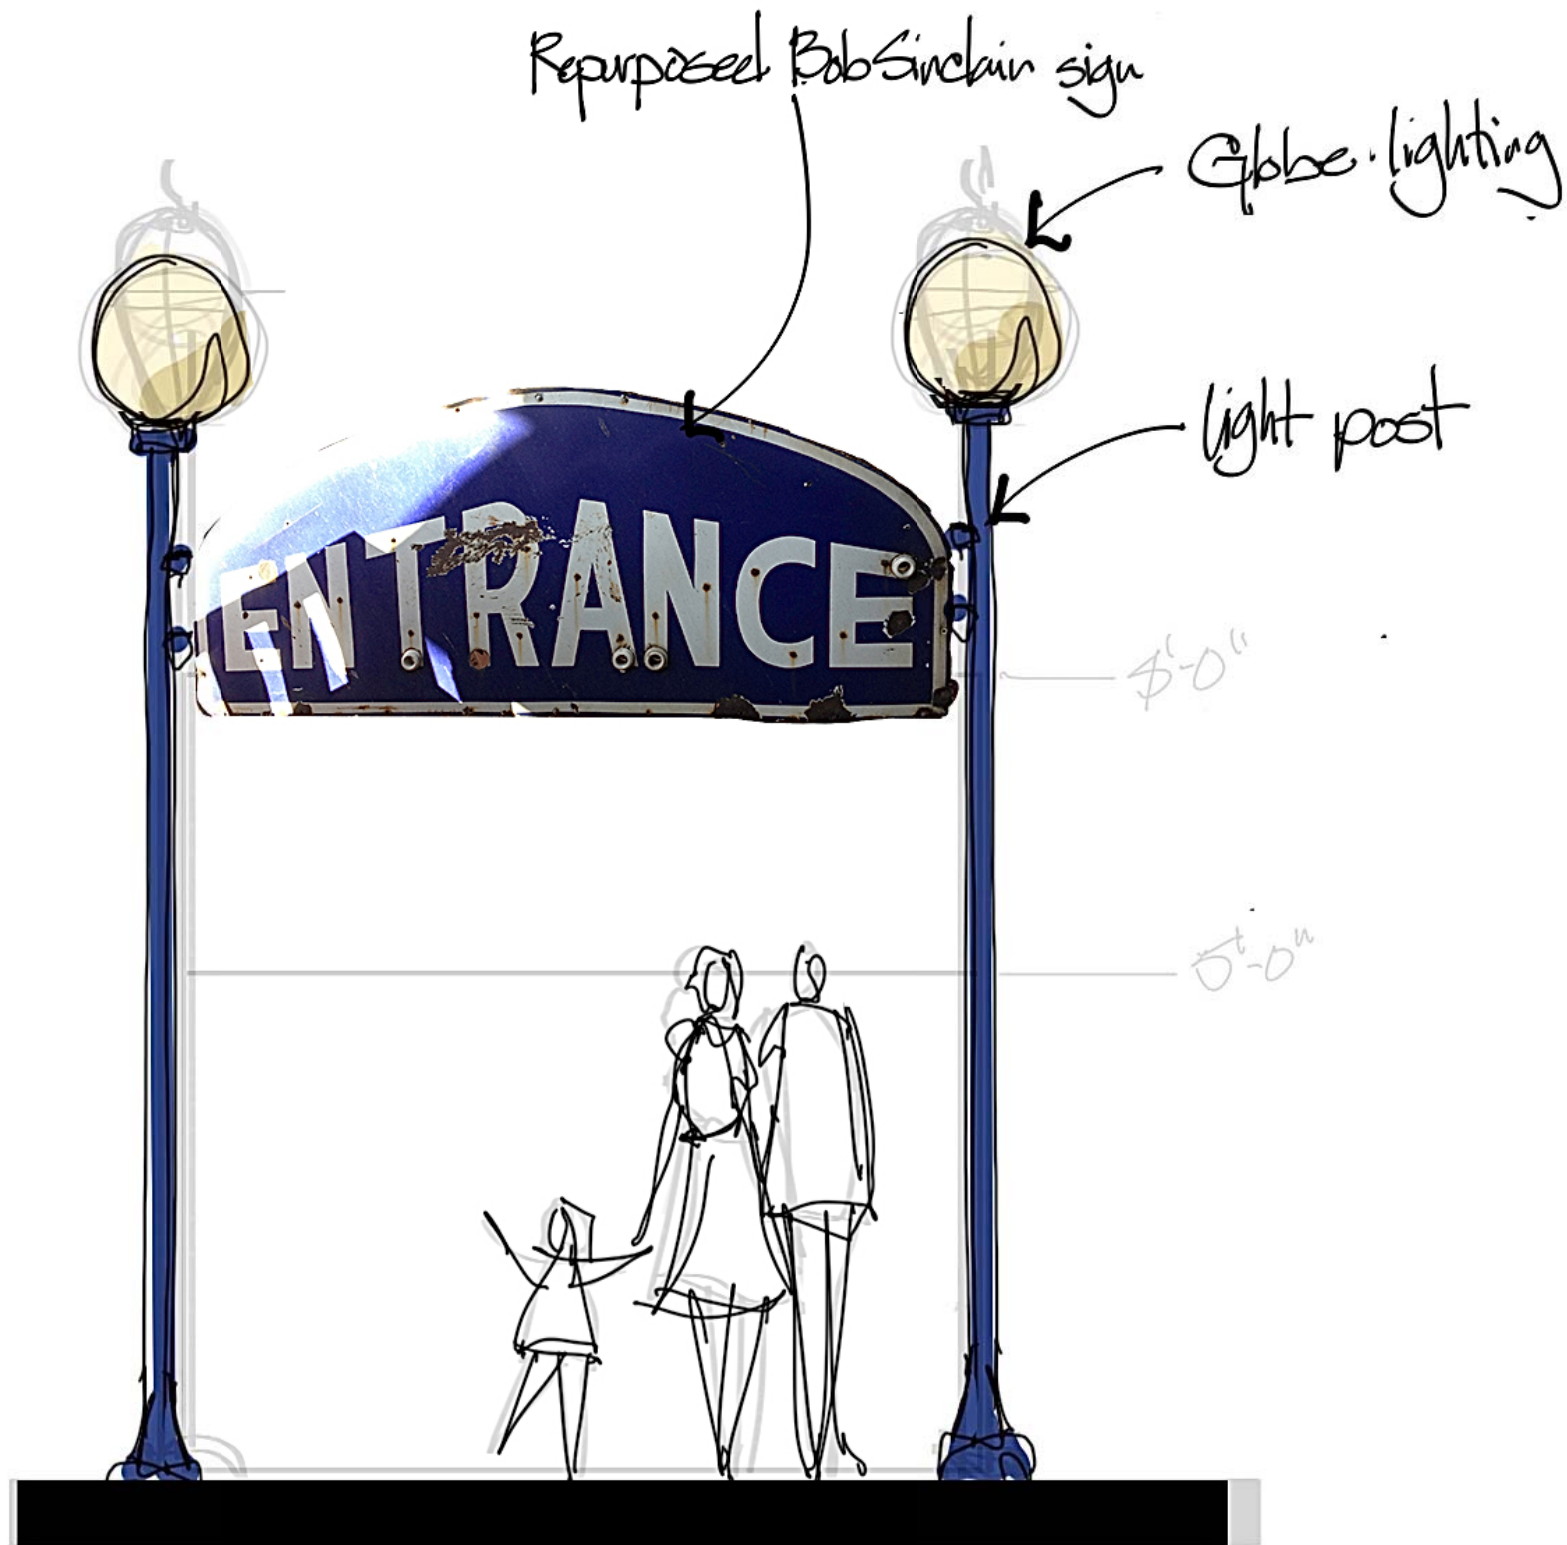 Repurposed Bob Sinclair sign
Globe lighting
light post
ENTRANCE
8'-0"
5'-0"